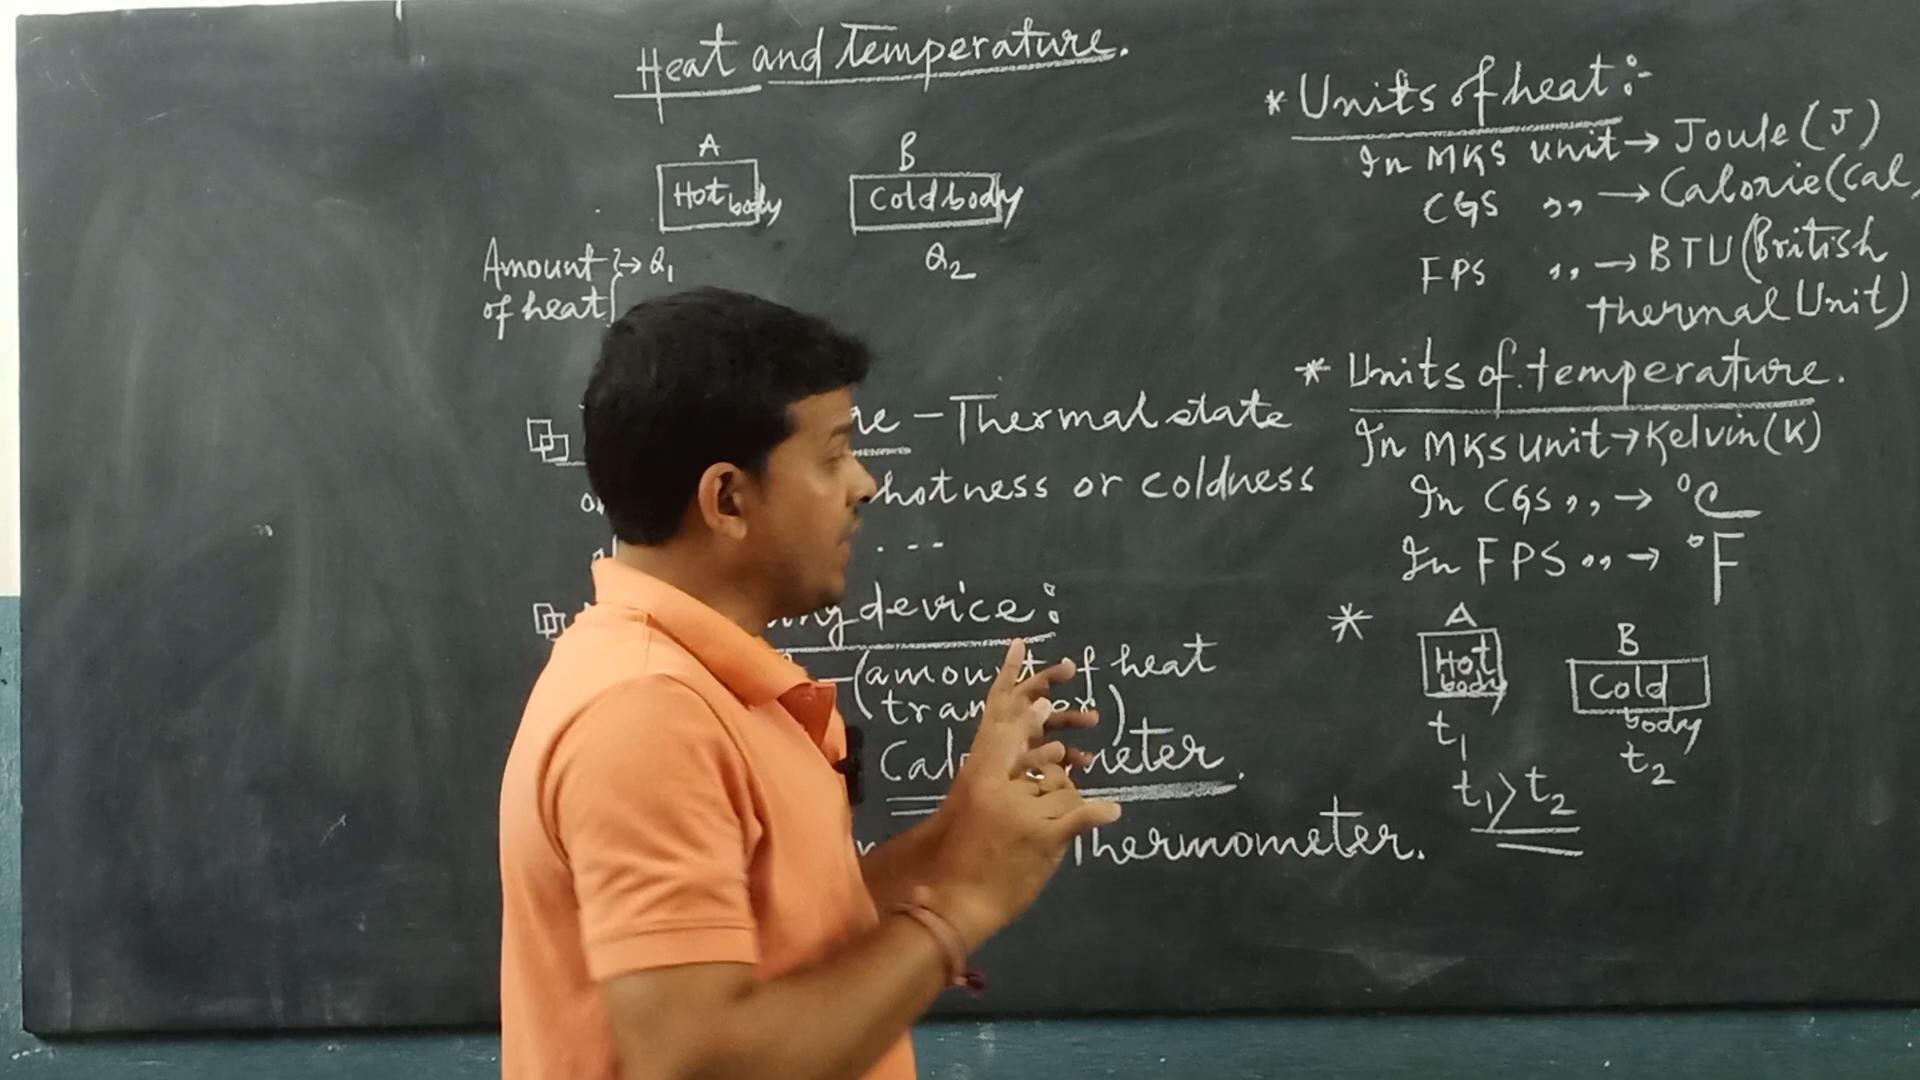 Heat and temperature.
A
B
Hot body
Cold body
Amount of heat } → Q1
Q2
– Thermal state
hotness or coldness
...
device:
(amount of heat
meter.
Thermometer.
* Units of heat :-
In MKS unit → Joule (J)
CGS ,, → Calorie (Cal,
FPS ,, → BTU (British
thermal Unit)
* Units of temperature.
In MKS unit → Kelvin (K)
In CGS ,, → °C
In FPS ,, → °F
*
A
B
Hot body
Cold body
t1
t2
t1 > t2